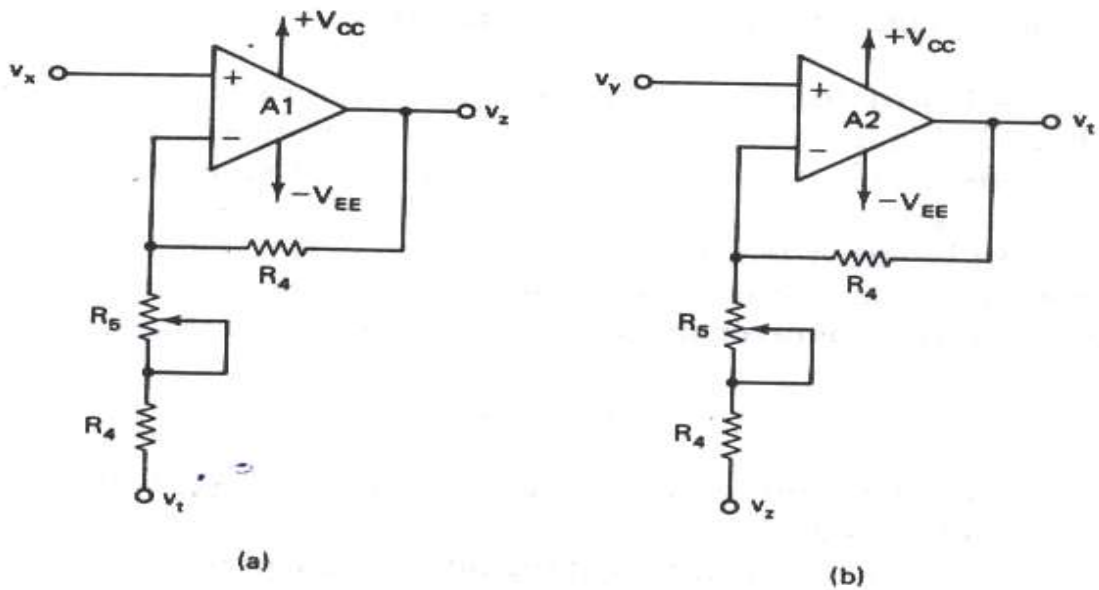 +V_CC
v_x
+
A1
−
v_z
−V_EE
R_4
R_5
R_4
v_t
(a)
+V_CC
v_y
+
A2
−
v_t
−V_EE
R_4
R_5
R_4
v_z
(b)